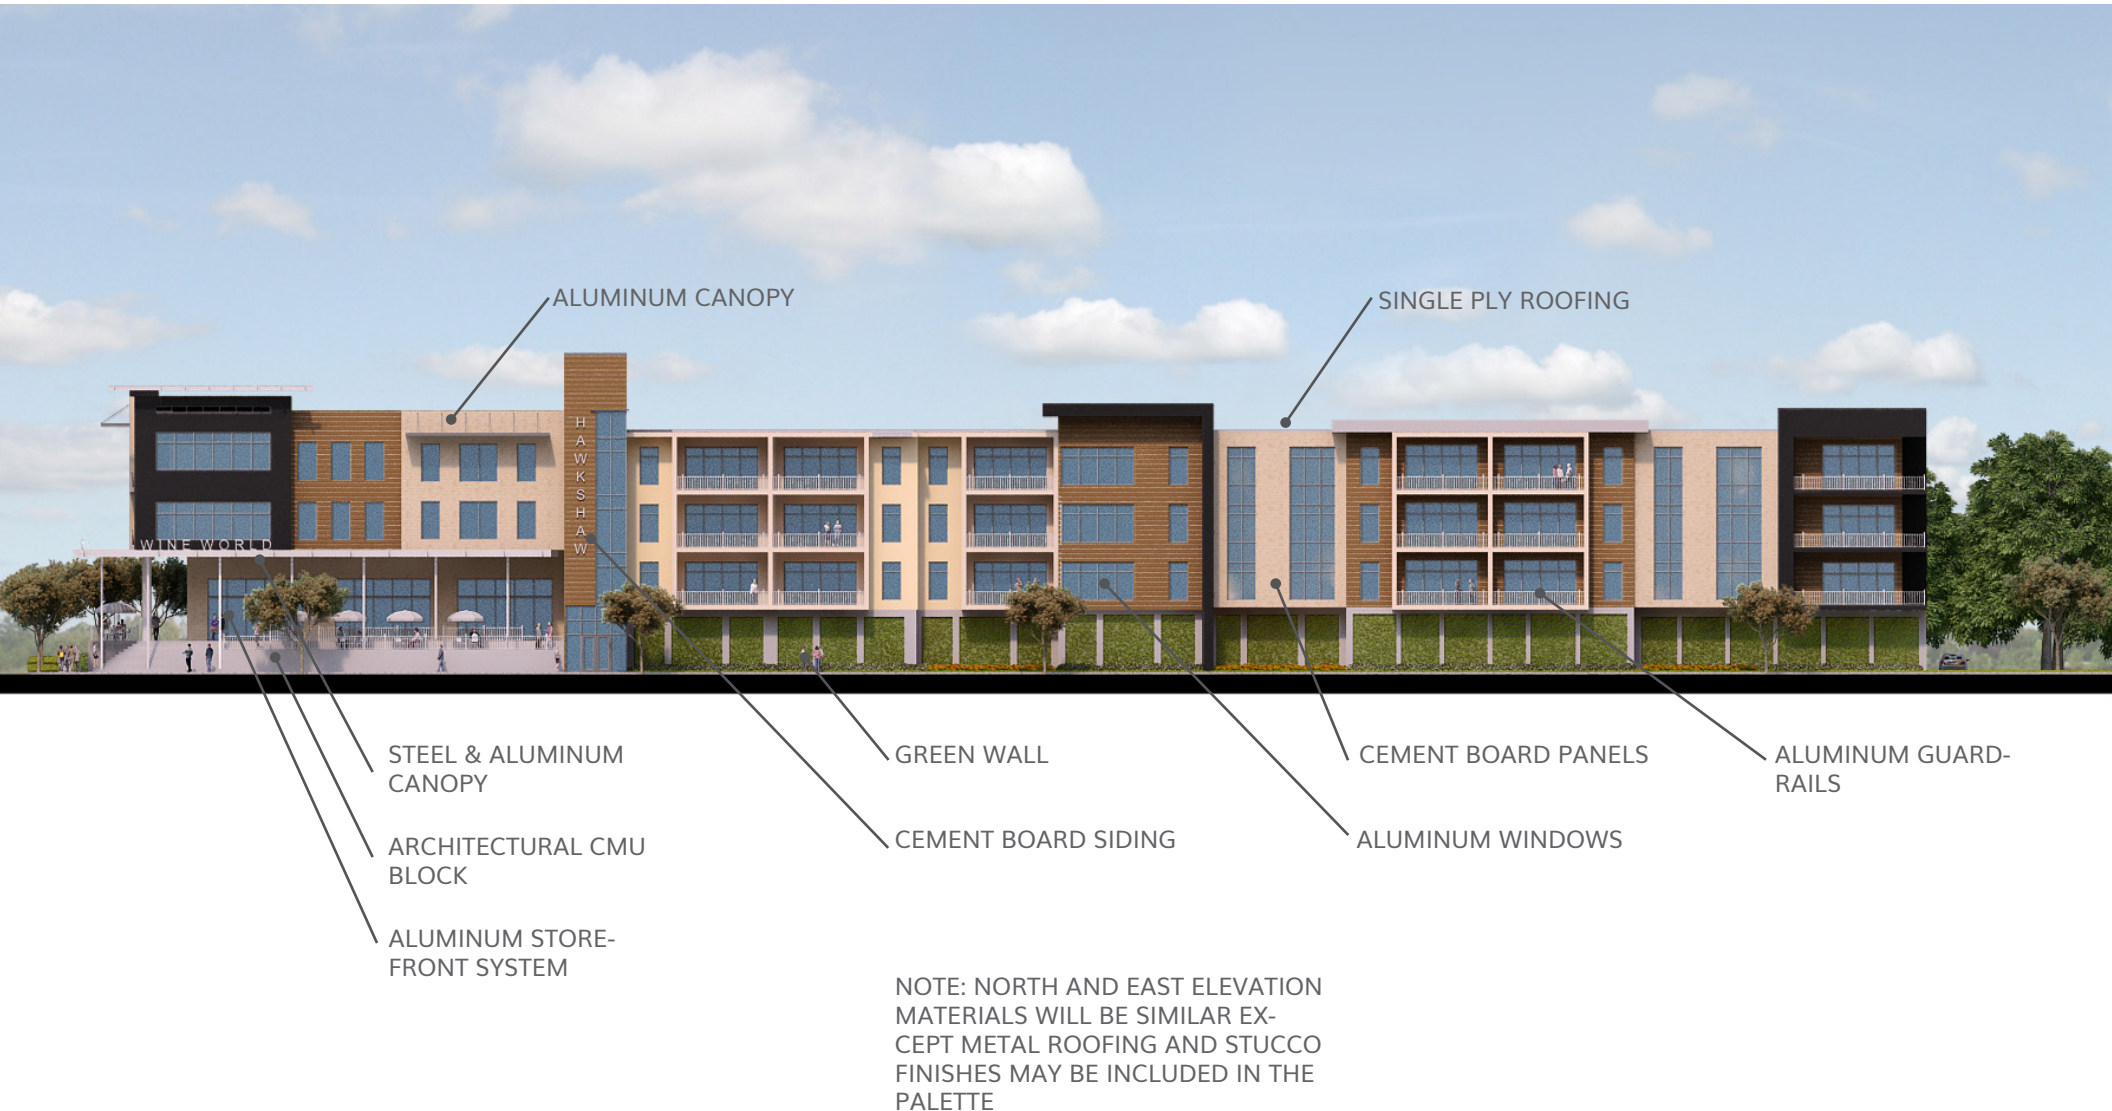 ALUMINUM CANOPY
SINGLE PLY ROOFING
HAWKSHAW
WINE WORLD
STEEL & ALUMINUM
CANOPY
GREEN WALL
CEMENT BOARD PANELS
ALUMINUM GUARD-
RAILS
ARCHITECTURAL CMU
BLOCK
CEMENT BOARD SIDING
ALUMINUM WINDOWS
ALUMINUM STORE-
FRONT SYSTEM
NOTE: NORTH AND EAST ELEVATION
MATERIALS WILL BE SIMILAR EX-
CEPT METAL ROOFING AND STUCCO
FINISHES MAY BE INCLUDED IN THE
PALETTE